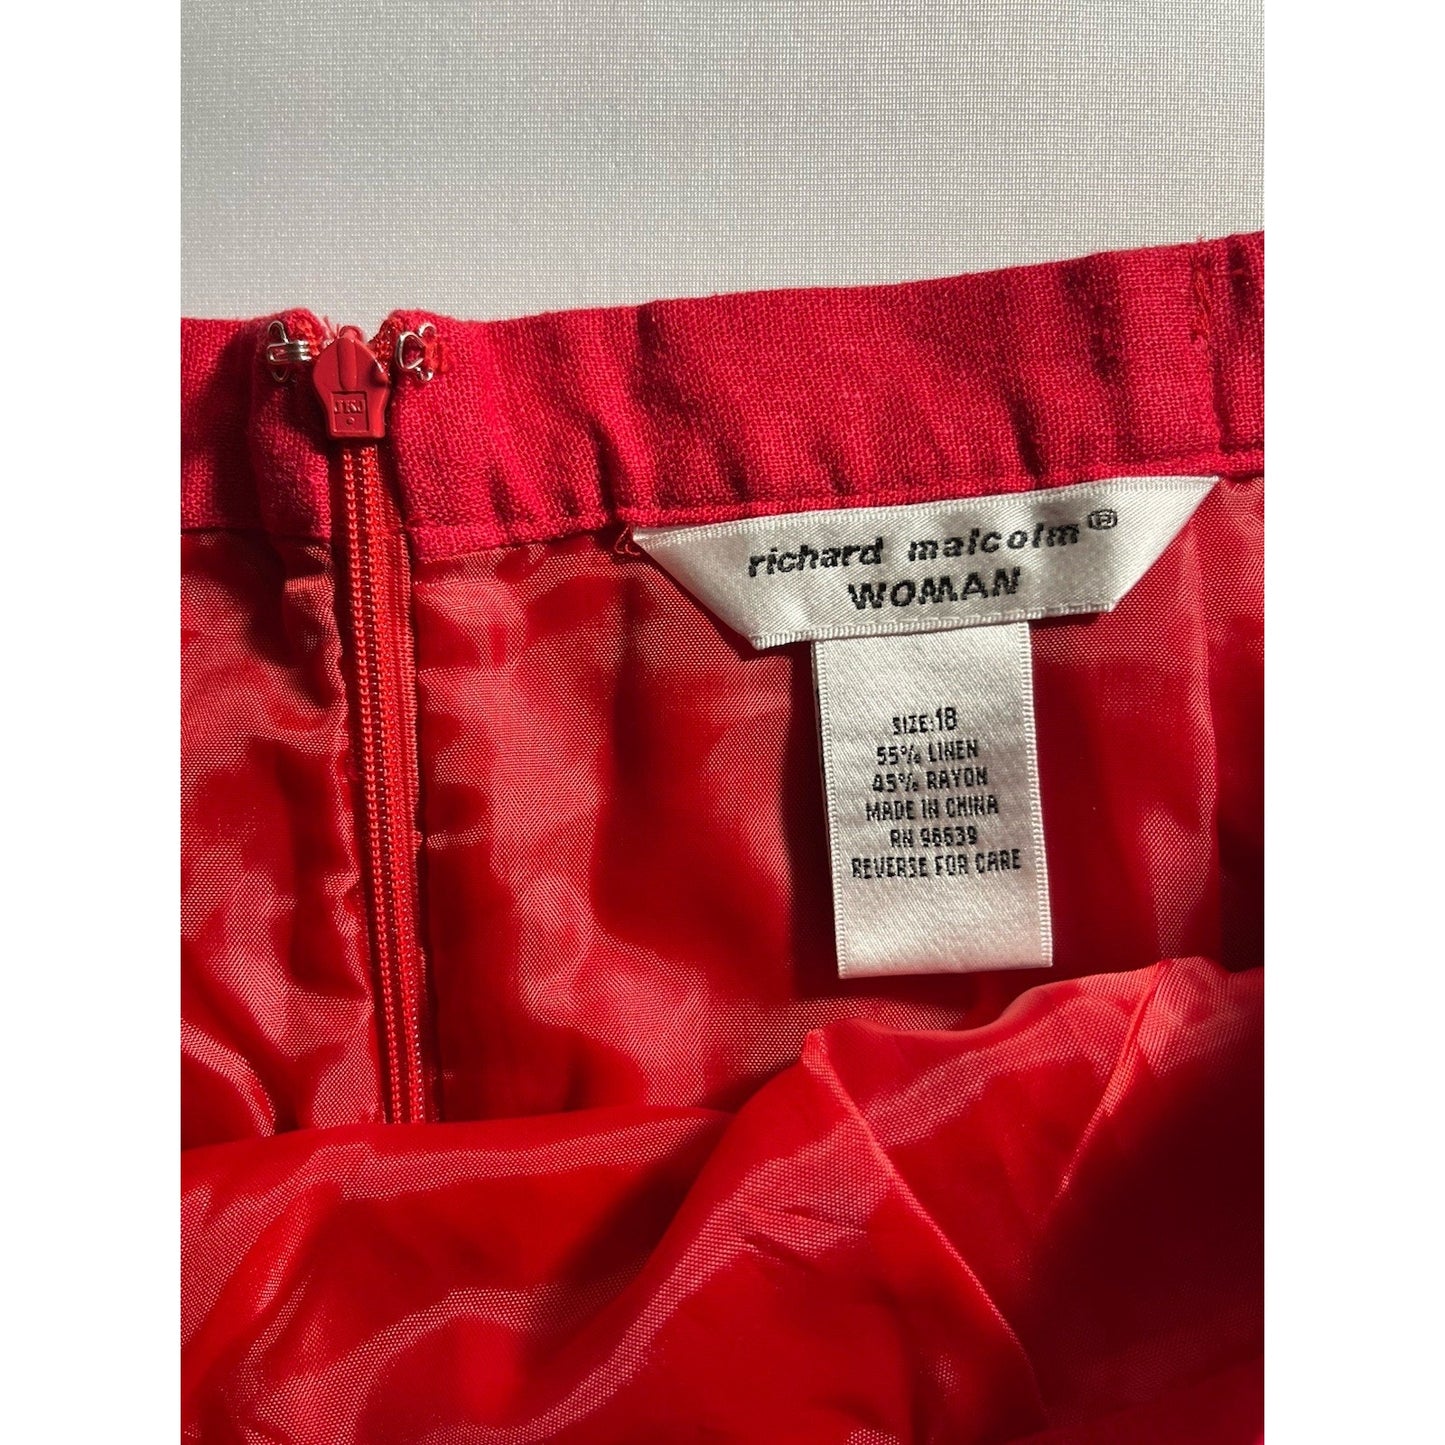 richard malcolm®
WOMAN
SIZE:18
55% LINEN
45% RAYON
MADE IN CHINA
RN 96639
REVERSE FOR CARE